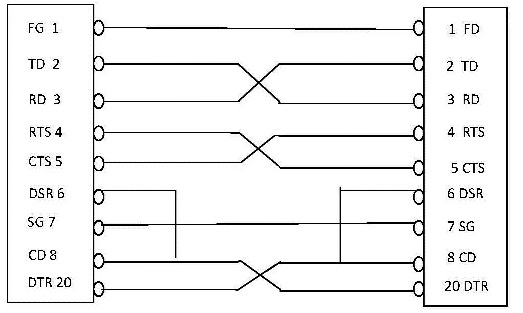 FG 1
TD 2
RD 3
RTS 4
CTS 5
DSR 6
SG 7
CD 8
DTR 20
1 FD
2 TD
3 RD
4 RTS
5 CTS
6 DSR
7 SG
8 CD
20 DTR